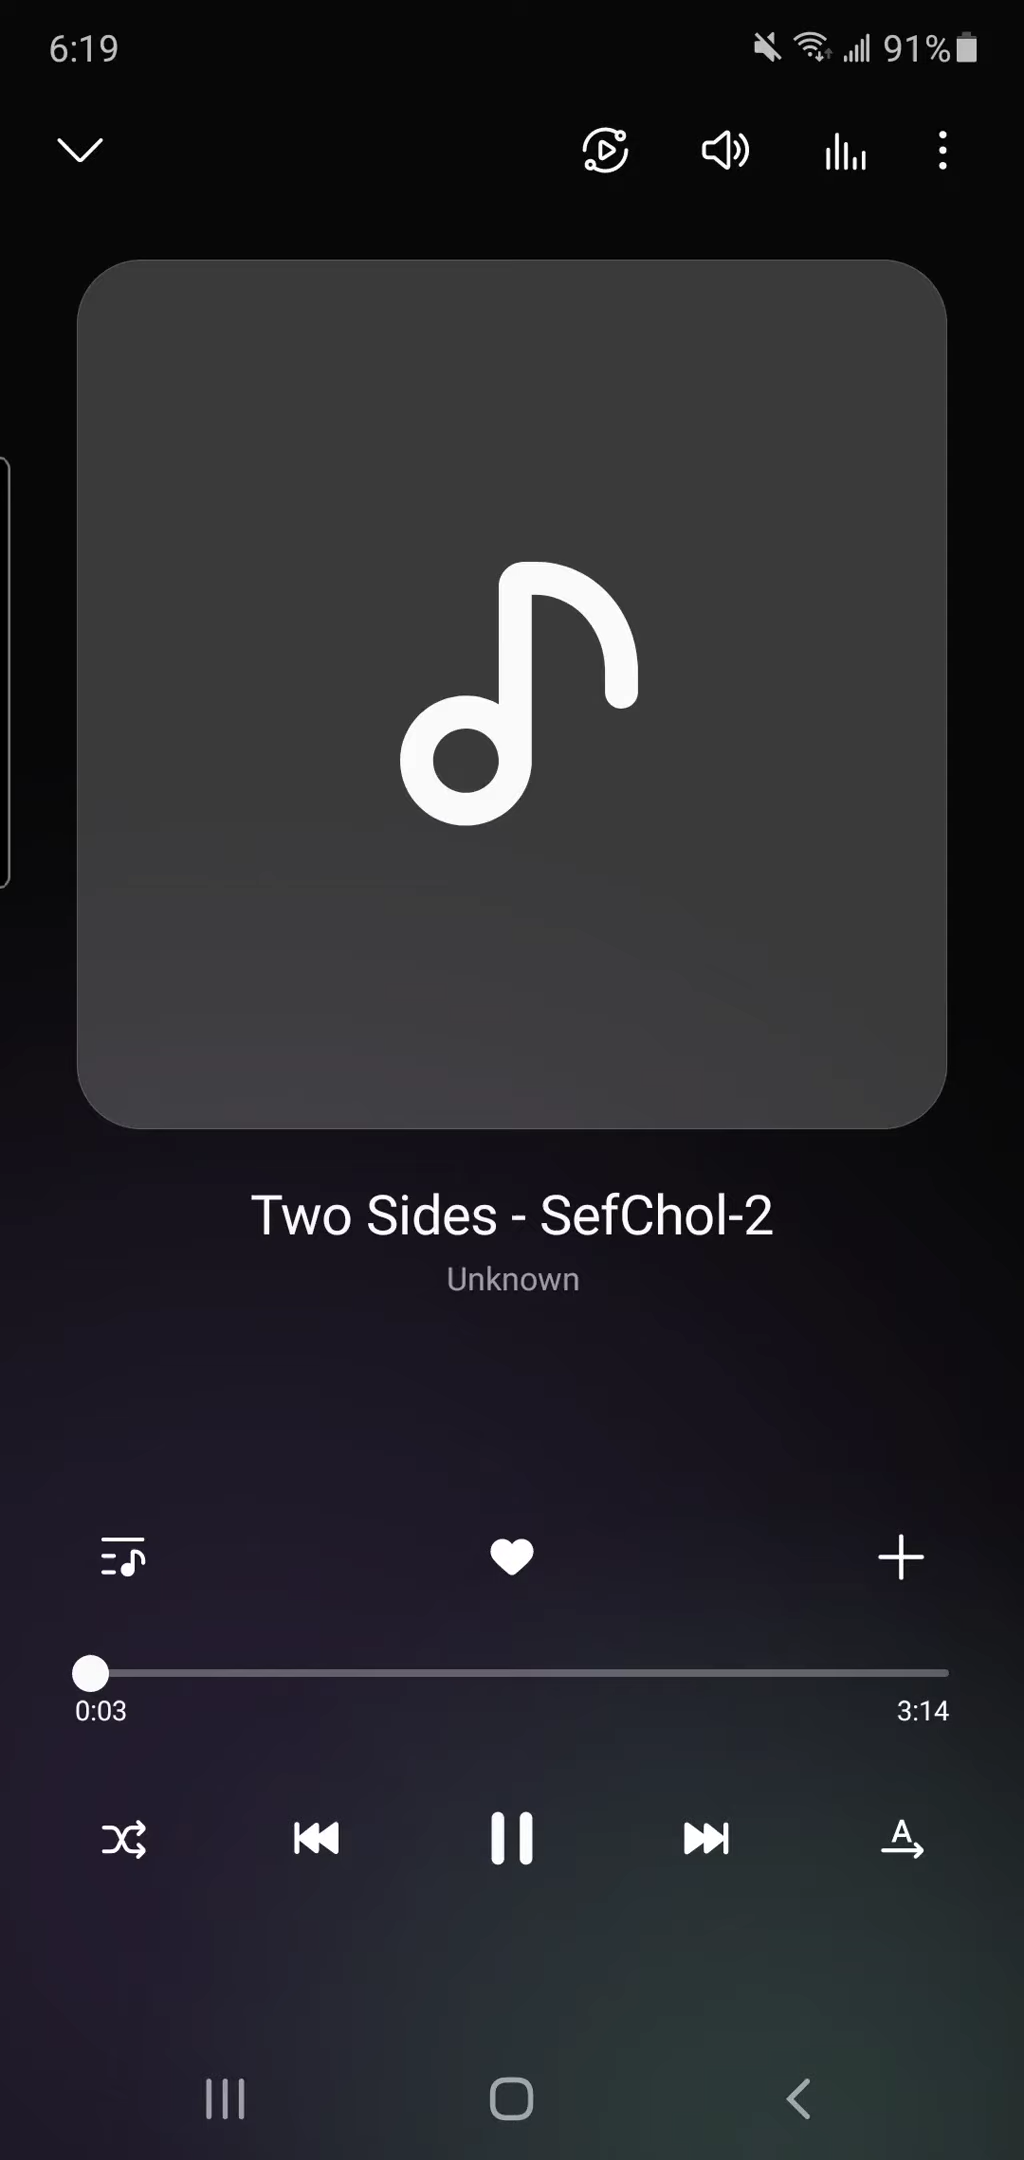 6:19
91%
Two Sides - SefChol-2
Unknown
0:03
3:14
A